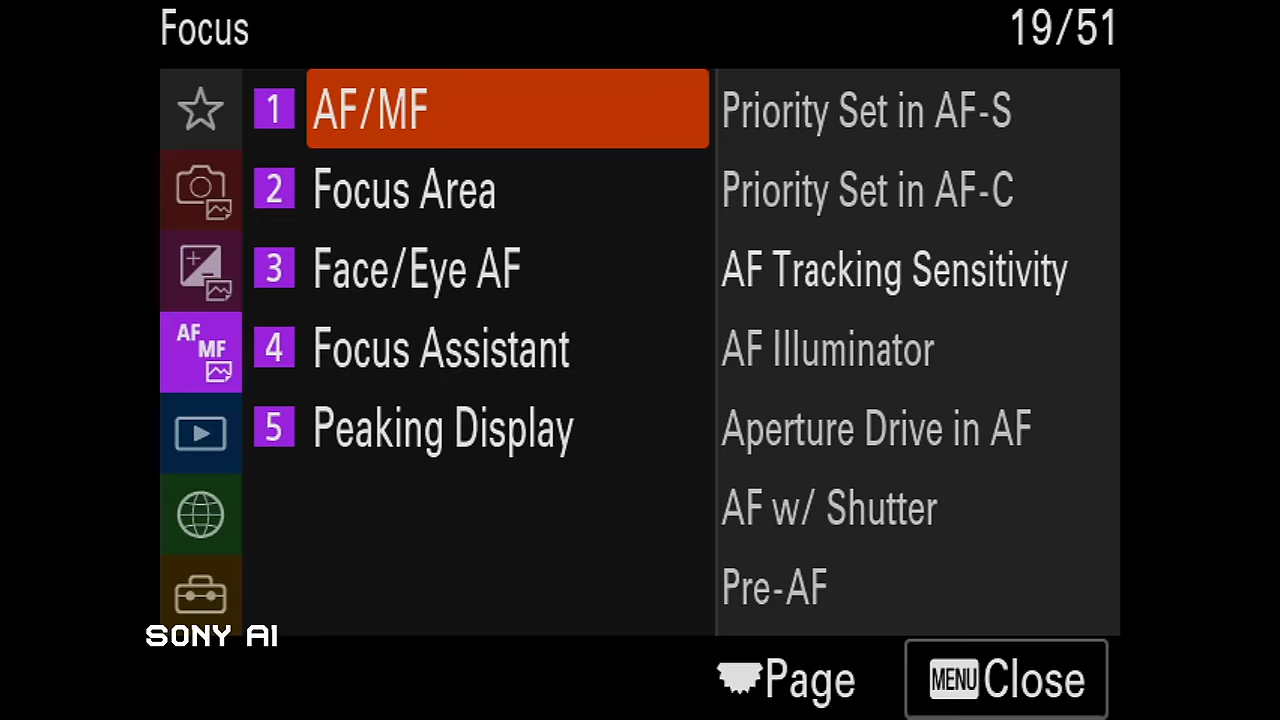 Focus 19/51
1 AF/MF
2 Focus Area
3 Face/Eye AF
4 Focus Assistant
5 Peaking Display
Priority Set in AF-S
Priority Set in AF-C
AF Tracking Sensitivity
AF Illuminator
Aperture Drive in AF
AF w/ Shutter
Pre-AF
AF MF
SONY A1
Page MENU Close